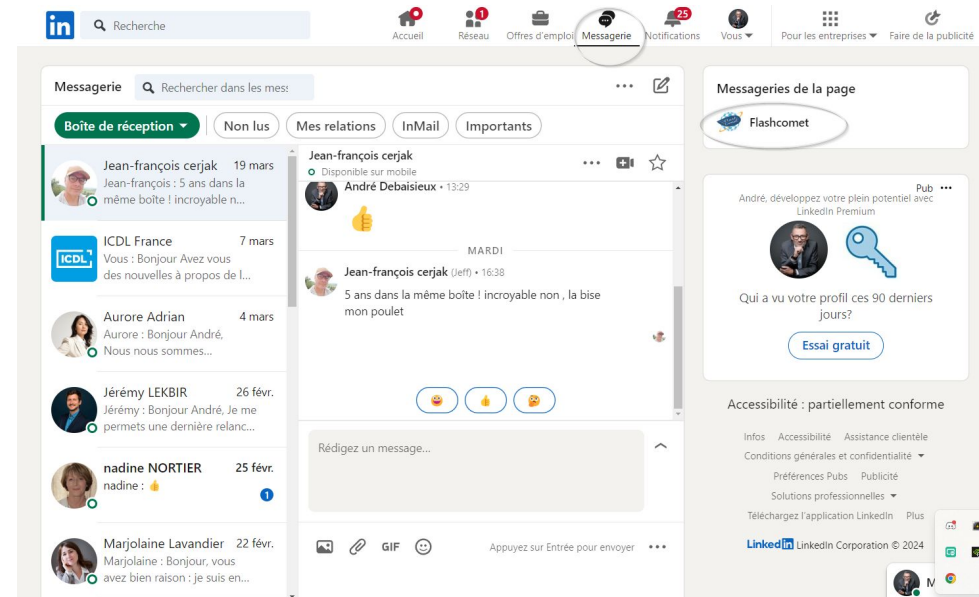 in
Recherche
Accueil
Réseau
1
Offres d'emploi
Messagerie
Notifications
25
Vous
Pour les entreprises
Faire de la publicité
Messagerie
Rechercher dans les mess
Boîte de réception
Non lus
Mes relations
InMail
Importants
Jean-françois cerjak 19 mars
Jean-françois : 5 ans dans la
même boîte ! incroyable n...
ICDL
ICDL France 7 mars
Vous : Bonjour Avez vous
des nouvelles à propos de l...
Aurore Adrian 4 mars
Aurore : Bonjour André,
Nous nous sommes...
Jérémy LEKBIR 26 févr.
Jérémy : Bonjour André, Je me
permets une dernière relanc...
nadine NORTIER 25 févr.
nadine : 👍
1
Marjolaine Lavandier 22 févr.
Marjolaine : Bonjour, vous
avez bien raison : je suis en...
Jean-françois cerjak
Disponible sur mobile
André Debaisieux • 13:29
👍
MARDI
Jean-françois cerjak (Jeff) • 16:38
5 ans dans la même boîte ! incroyable non , la bise
mon poulet
Rédigez un message...
GIF
Appuyez sur Entrée pour envoyer
Messageries de la page
Flashcomet
Pub
André, développez votre plein potentiel avec
LinkedIn Premium
Qui a vu votre profil ces 90 derniers
jours?
Essai gratuit
Accessibilité : partiellement conforme
Infos Accessibilité Assistance clientèle
Conditions générales et confidentialité
Préférences Pubs Publicité
Solutions professionnelles
Téléchargez l'application LinkedIn Plus
LinkedIn LinkedIn Corporation © 2024
M